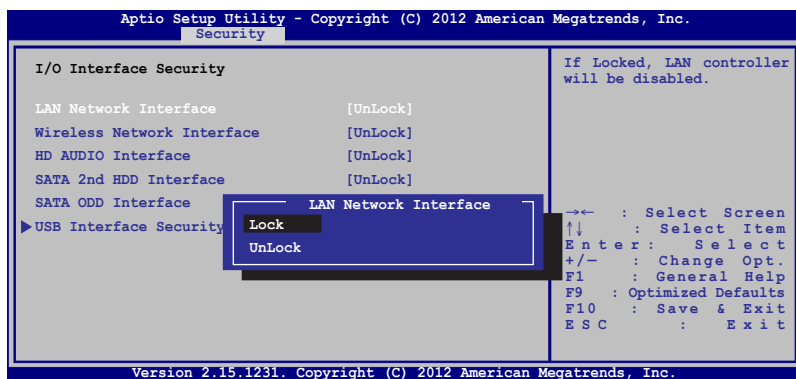 Aptio Setup Utility - Copyright (C) 2012 American Megatrends, Inc.
Security
I/O Interface Security
LAN Network Interface [UnLock]
Wireless Network Interface [UnLock]
HD AUDIO Interface [UnLock]
SATA 2nd HDD Interface [UnLock]
SATA ODD Interface
USB Interface Security
LAN Network Interface
Lock
UnLock
If Locked, LAN controller
will be disabled.
→← : Select Screen
↑↓ : Select Item
Enter: Select
+/— : Change Opt.
F1 : General Help
F9 : Optimized Defaults
F10 : Save & Exit
ESC : Exit
Version 2.15.1231. Copyright (C) 2012 American Megatrends, Inc.